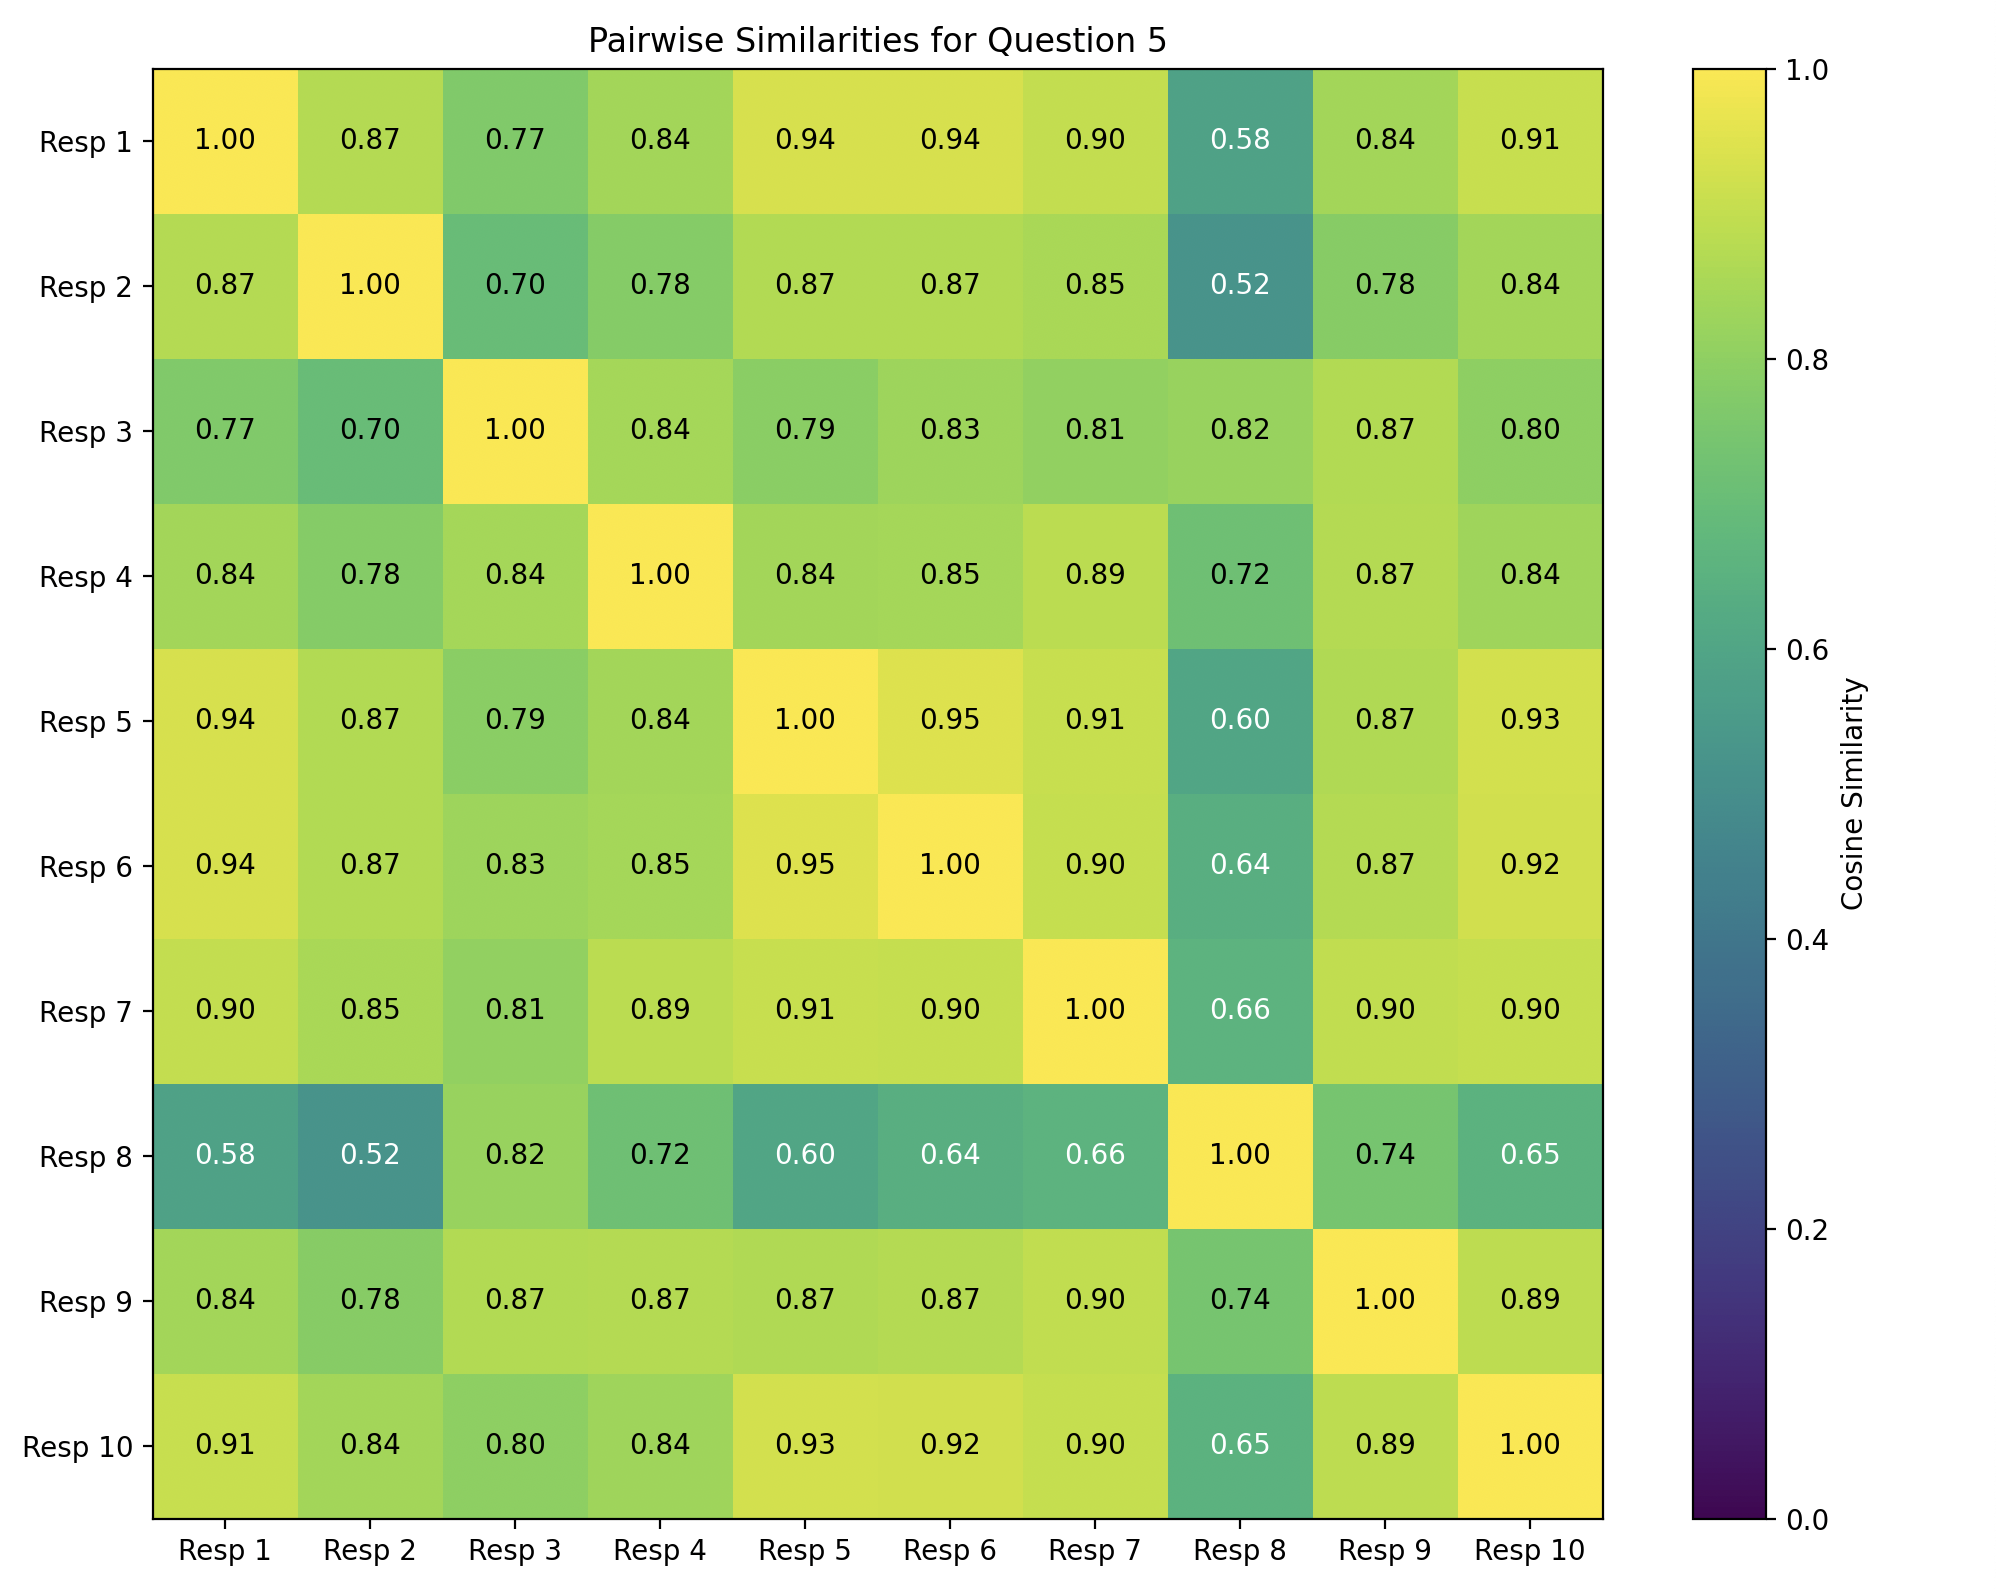 Pairwise Similarities for Question 5
Resp 1 1.00 0.87 0.77 0.84 0.94 0.94 0.90 0.58 0.84 0.91
Resp 2 0.87 1.00 0.70 0.78 0.87 0.87 0.85 0.52 0.78 0.84
Resp 3 0.77 0.70 1.00 0.84 0.79 0.83 0.81 0.82 0.87 0.80
Resp 4 0.84 0.78 0.84 1.00 0.84 0.85 0.89 0.72 0.87 0.84
Resp 5 0.94 0.87 0.79 0.84 1.00 0.95 0.91 0.60 0.87 0.93
Resp 6 0.94 0.87 0.83 0.85 0.95 1.00 0.90 0.64 0.87 0.92
Resp 7 0.90 0.85 0.81 0.89 0.91 0.90 1.00 0.66 0.90 0.90
Resp 8 0.58 0.52 0.82 0.72 0.60 0.64 0.66 1.00 0.74 0.65
Resp 9 0.84 0.78 0.87 0.87 0.87 0.87 0.90 0.74 1.00 0.89
Resp 10 0.91 0.84 0.80 0.84 0.93 0.92 0.90 0.65 0.89 1.00
Resp 1 Resp 2 Resp 3 Resp 4 Resp 5 Resp 6 Resp 7 Resp 8 Resp 9 Resp 10
1.0
0.8
0.6
0.4
0.2
0.0
Cosine Similarity